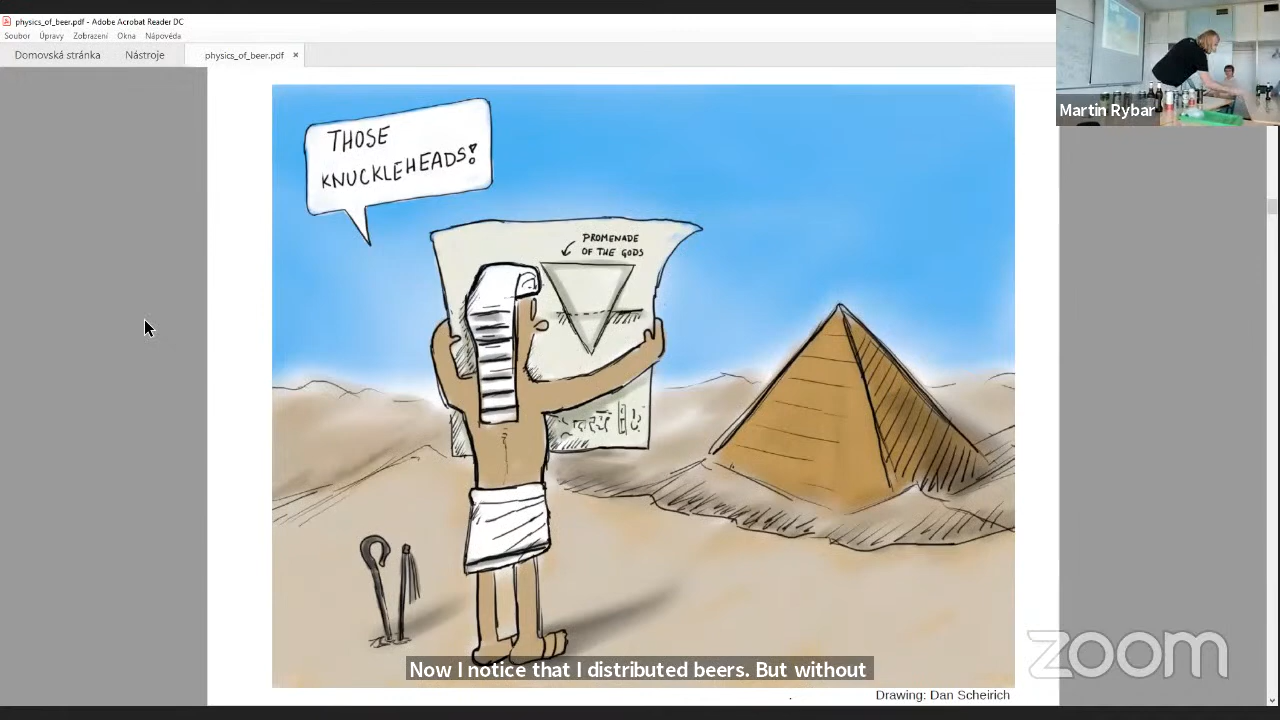 physics_of_beer.pdf - Adobe Acrobat Reader DC
Soubor Úpravy Zobrazení Okna Nápověda
Domovská stránka Nástroje physics_of_beer.pdf ×
Martin Rybar
THOSE
KNUCKLEHEADS!
PROMENADE
OF THE GODS
Now I notice that I distributed beers. But without
zoom
Drawing: Dan Scheirich